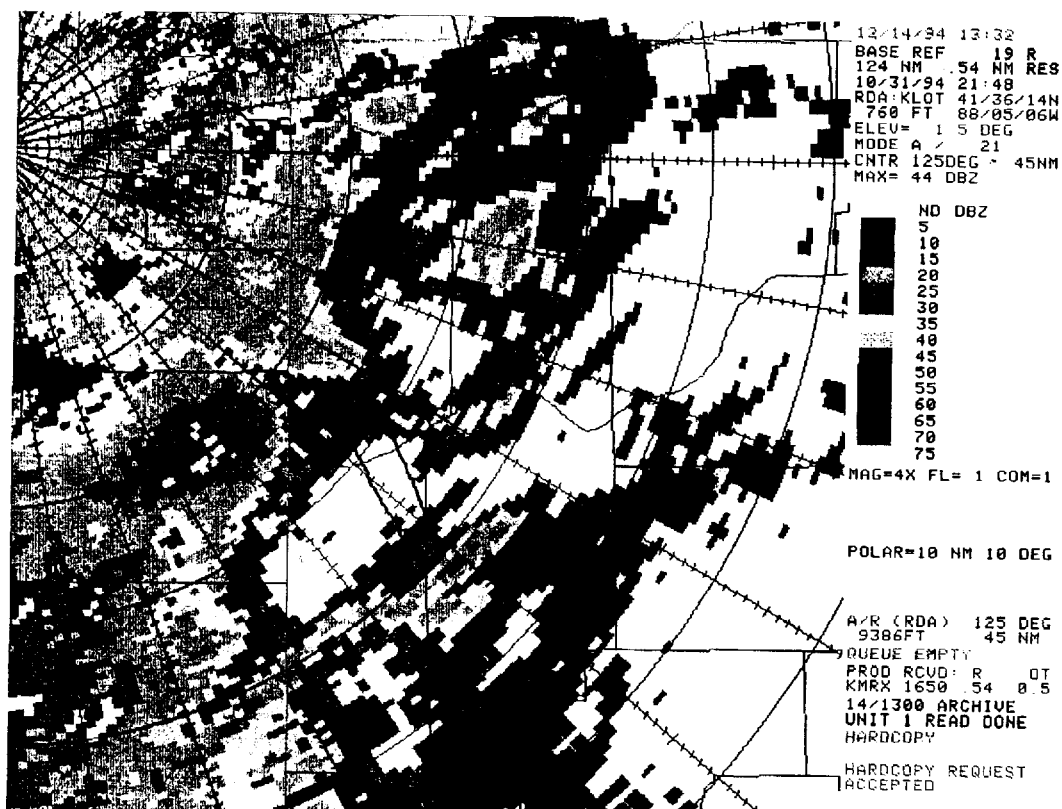 12/14/94 13:32
BASE REF 19 R
124 NM .54 NM RES
10/31/94 21:48
RDA:KLOT 41/36/14N
760 FT 88/05/06W
ELEV= 1 5 DEG
MODE A / 21
CNTR 125DEG 45NM
MAX= 44 DBZ
ND DBZ
5
10
15
20
25
30
35
40
45
50
55
60
65
70
75
MAG=4X FL= 1 COM=1
POLAR=10 NM 10 DEG
A/R (RDA) 125 DEG
9386FT 45 NM
QUEUE EMPTY
PROD RCVD: R
KMRX 1650 .54 0.5
14/1300 ARCHIVE
UNIT 1 READ DONE
HARDCOPY
HARDCOPY REQUEST
ACCEPTED